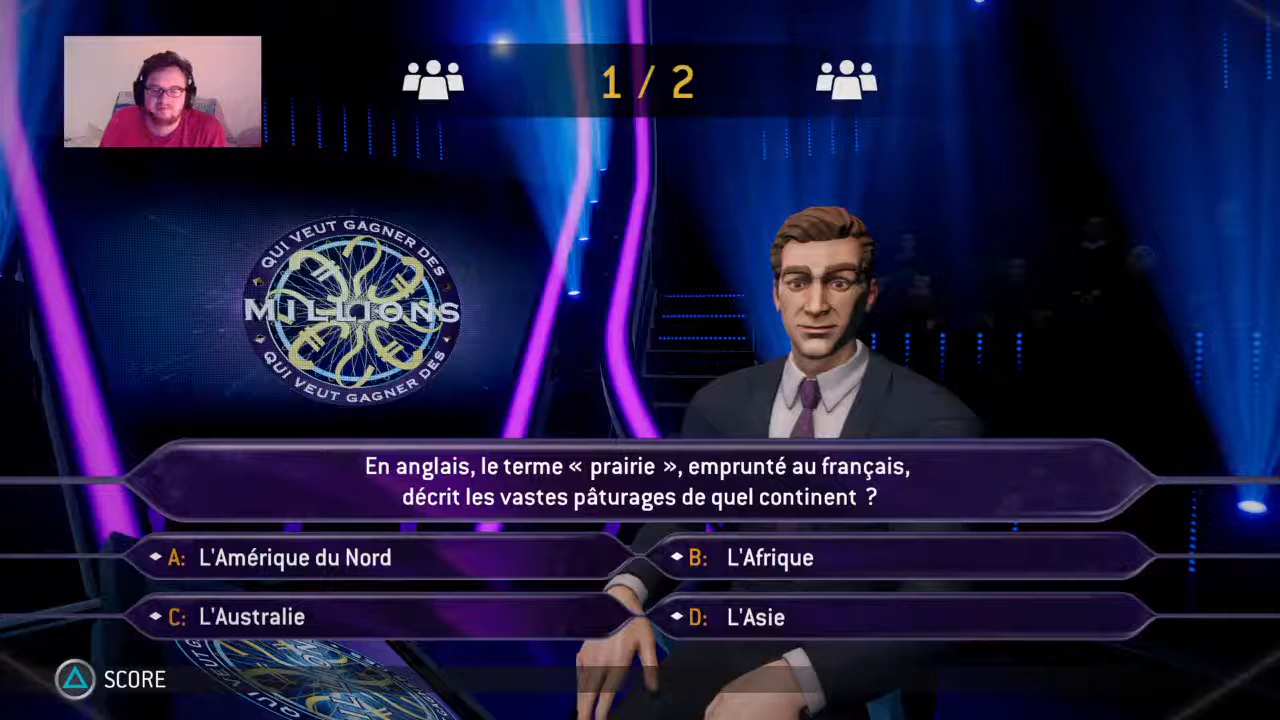 1 / 2
QUI VEUT GAGNER DES
MILLIONS
QUI VEUT GAGNER DES
En anglais, le terme « prairie », emprunté au français,
décrit les vastes pâturages de quel continent ?
A: L'Amérique du Nord
B: L'Afrique
C: L'Australie
D: L'Asie
SCORE